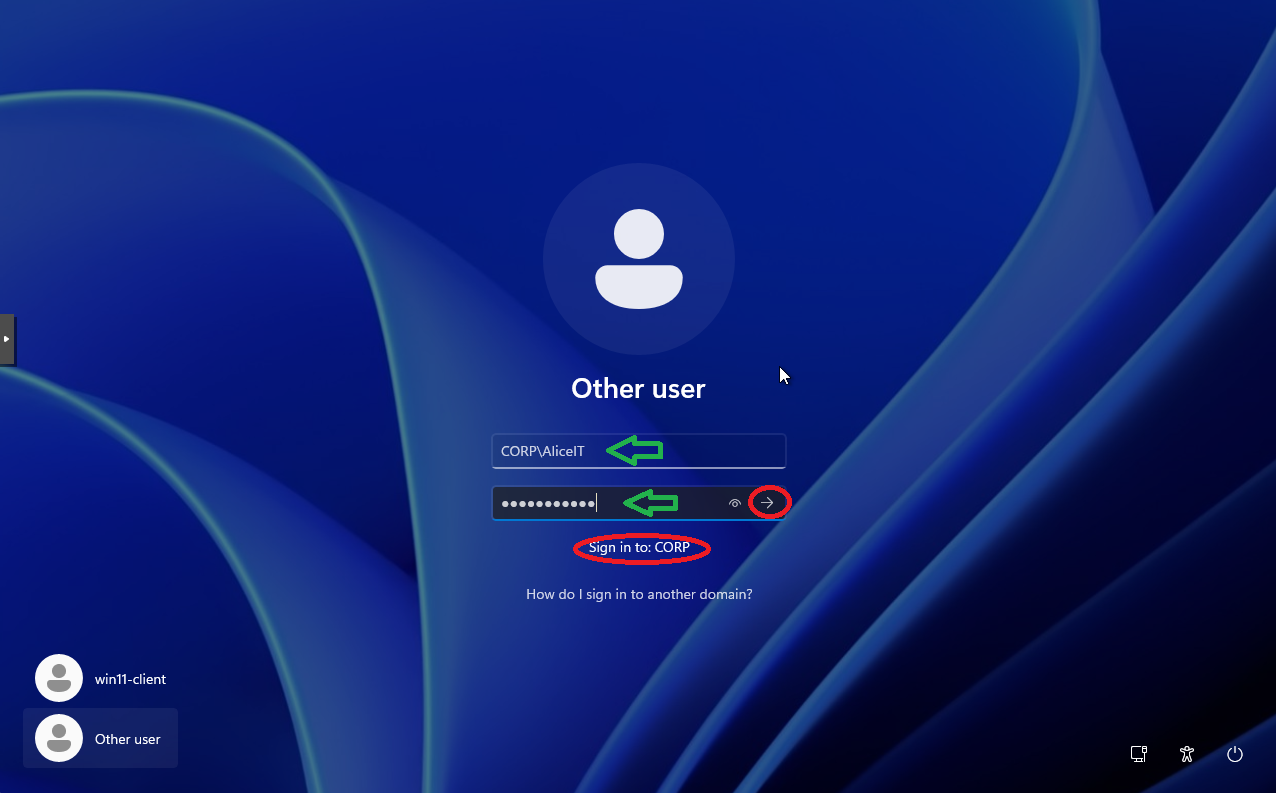 Other user
CORP\AliceIT
●●●●●●●●●●●
Sign in to: CORP
How do I sign in to another domain?
win11-client
Other user